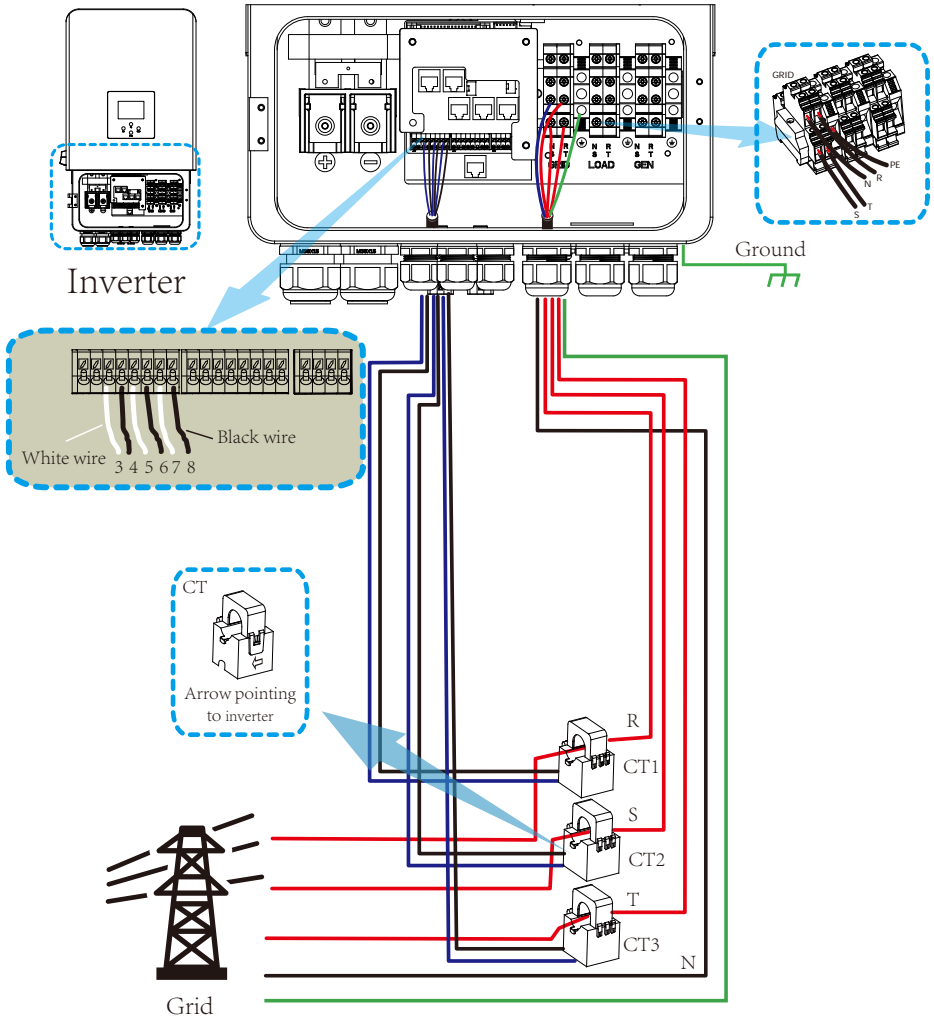 GRID
PE
R
N
T
S
N R
S T
GRID
N R
S T
LOAD
N R
S T
GEN
Ground
Inverter
White wire
3 4 5 6 7 8
Black wire
CT
Arrow pointing
to inverter
R
CT1
S
CT2
T
CT3
N
Grid